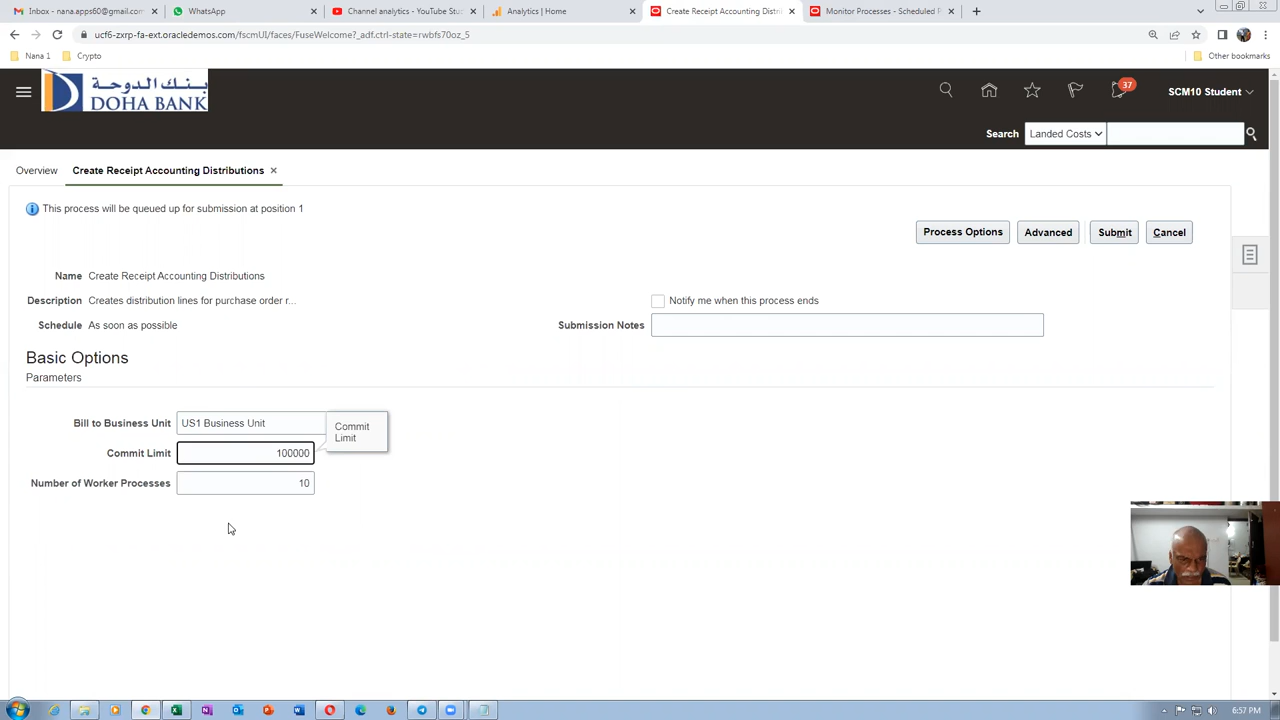 Inbox - nana.apps60@gmail.com
WhatsApp
Channel analytics - YouTube Stu
Analytics | Home
Create Receipt Accounting Distri
Monitor Processes - Scheduled P
ucf6-zxrp-fa-ext.oracledemos.com/fscmUI/faces/FuseWelcome?_adf.ctrl-state=rwbfs70oz_5
Nana 1
Crypto
Other bookmarks
بنك الدوحة
DOHA BANK
37
SCM10 Student
Search
Landed Costs
Overview
Create Receipt Accounting Distributions
This process will be queued up for submission at position 1
Process Options
Advanced
Submit
Cancel
Name Create Receipt Accounting Distributions
Description Creates distribution lines for purchase order r...
Notify me when this process ends
Schedule As soon as possible
Submission Notes
Basic Options
Parameters
Bill to Business Unit US1 Business Unit
Commit
Limit
Commit Limit 100000
Number of Worker Processes 10
6:57 PM